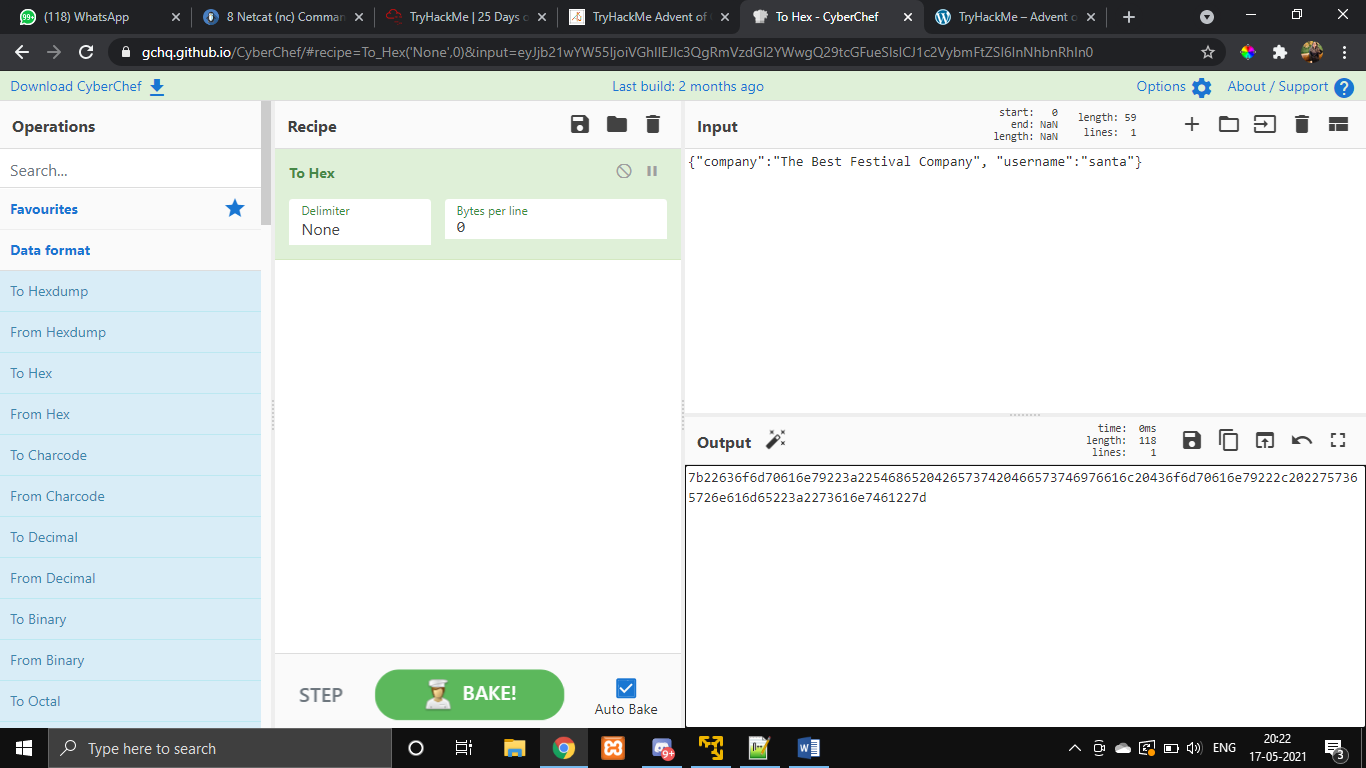 (118) WhatsApp
8 Netcat (nc) Comman
TryHackMe | 25 Days o
TryHackMe Advent of
To Hex - CyberChef
TryHackMe – Advent o
gchq.github.io/CyberChef/#recipe=To_Hex('None',0)&input=eyJjb21wYW55IjoiVGhlIEJlc3QgRmVzdGl2YWwgQ29tcGFueSIsICJ1c2VybmFtZSI6InNhbnRhIn0
Download CyberChef
Last build: 2 months ago
Options
About / Support
Operations
Search...
Favourites
Data format
To Hexdump
From Hexdump
To Hex
From Hex
To Charcode
From Charcode
To Decimal
From Decimal
To Binary
From Binary
To Octal
Recipe
To Hex
Delimiter
None
Bytes per line
0
STEP
BAKE!
Auto Bake
Input
start: 0
end: NaN
length: NaN
length: 59
lines: 1
{"company":"The Best Festival Company", "username":"santa"}
Output
time: 0ms
length: 118
lines: 1
7b22636f6d70616e79223a22546865204265737420466573746976616c20436f6d70616e79222c202275736
5726e616d65223a2273616e7461227d
Type here to search
9+
ENG
20:22
17-05-2021
3